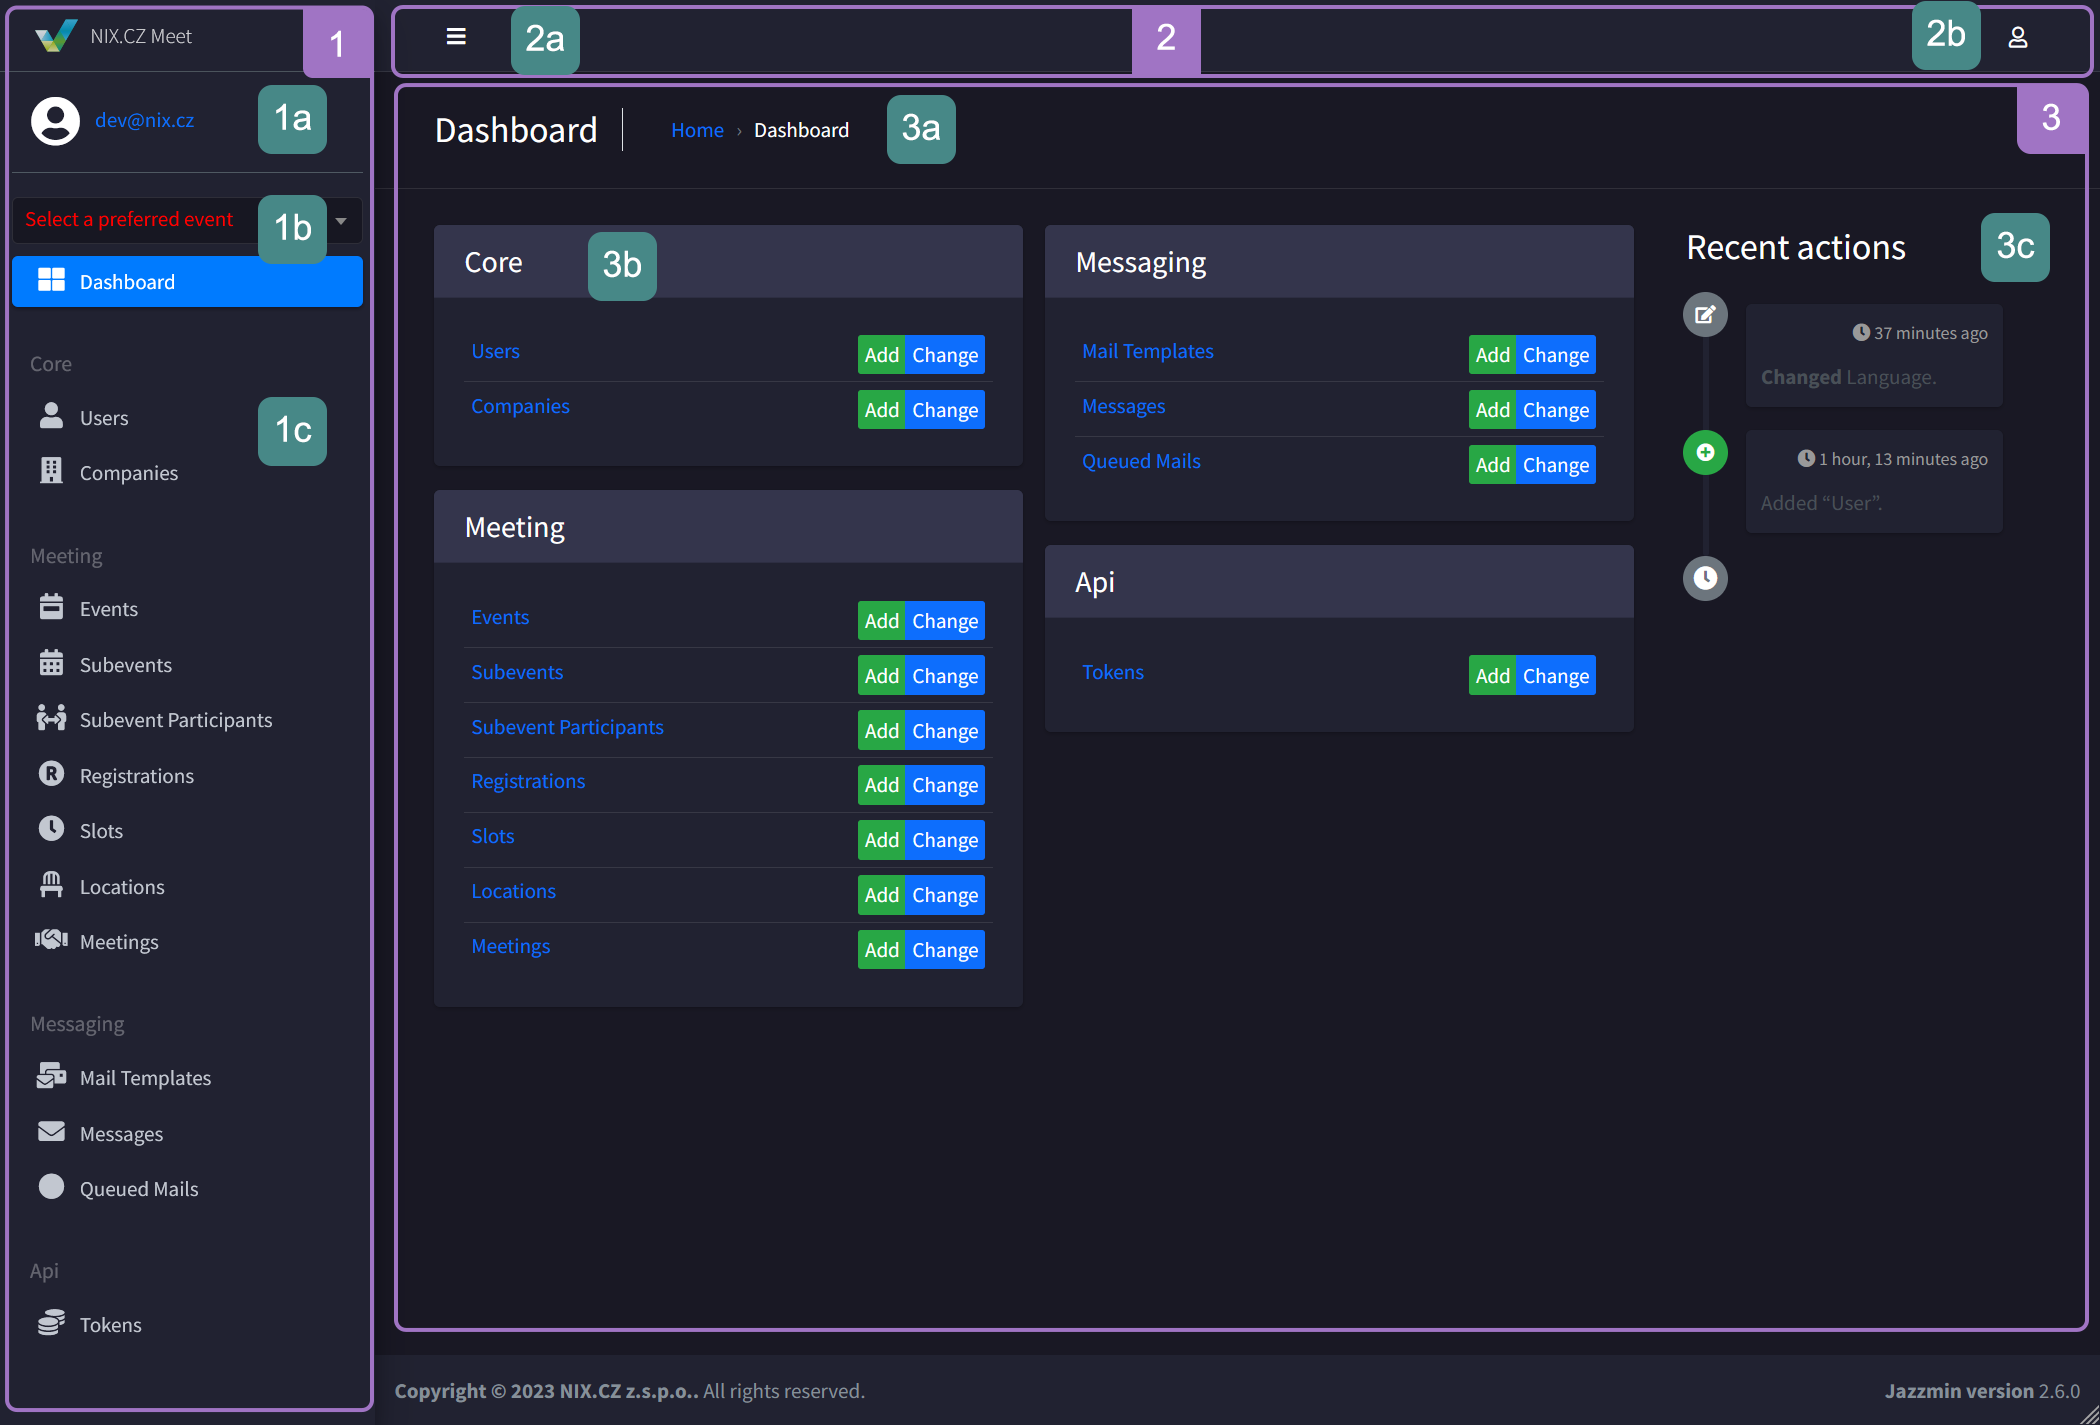 NIX.CZ Meet
1
dev@nix.cz
1a
Select a preferred event
1b
Dashboard
Core
Users
1c
Companies
Meeting
Events
Subevents
Subevent Participants
Registrations
Slots
Locations
Meetings
Messaging
Mail Templates
Messages
Queued Mails
Api
Tokens
2a
2
2b
Dashboard
Home › Dashboard
3a
3
Core
3b
Users Add Change
Companies Add Change
Meeting
Events Add Change
Subevents Add Change
Subevent Participants Add Change
Registrations Add Change
Slots Add Change
Locations Add Change
Meetings Add Change
Messaging
Mail Templates Add Change
Messages Add Change
Queued Mails Add Change
Api
Tokens Add Change
Recent actions
3c
37 minutes ago
Changed Language.
1 hour, 13 minutes ago
Added “User”.
Copyright © 2023 NIX.CZ z.s.p.o.. All rights reserved.
Jazzmin version 2.6.0